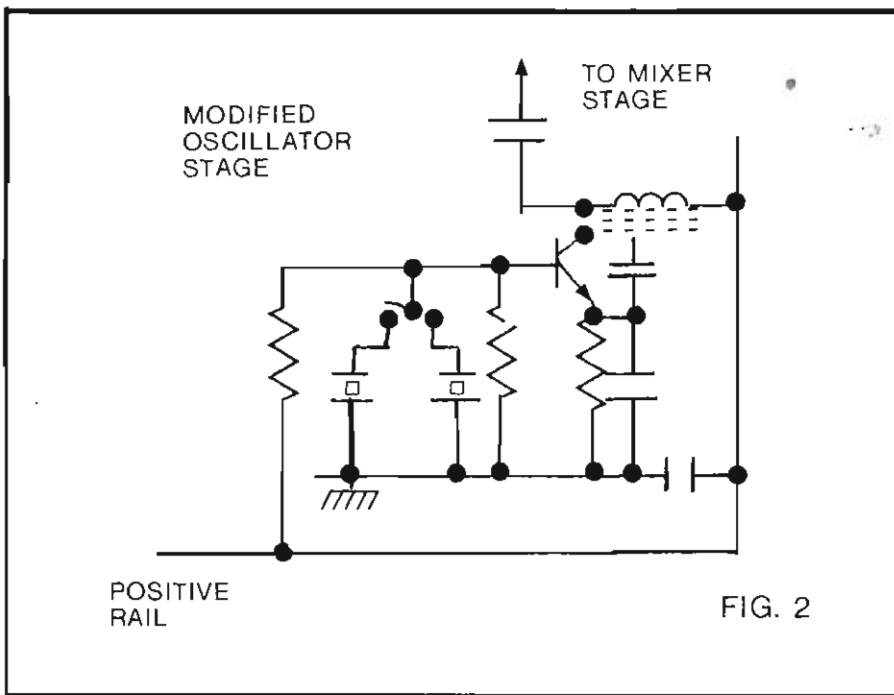 TO MIXER
STAGE
MODIFIED
OSCILLATOR
STAGE
POSITIVE
RAIL
FIG. 2